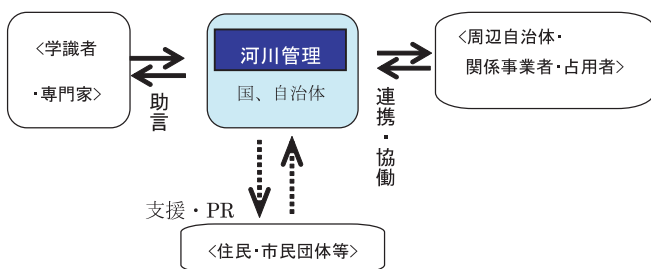 <学識者
・専門家>
助言
河川管理
国、自治体
連携・協働
<周辺自治体・
関係事業者・占用者>
支援・PR
<住民・市民団体等>